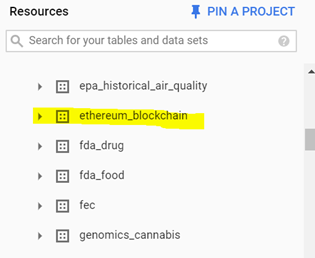 Resources
PIN A PROJECT
Search for your tables and data sets
epa_historical_air_quality
ethereum_blockchain
fda_drug
fda_food
fec
genomics_cannabis